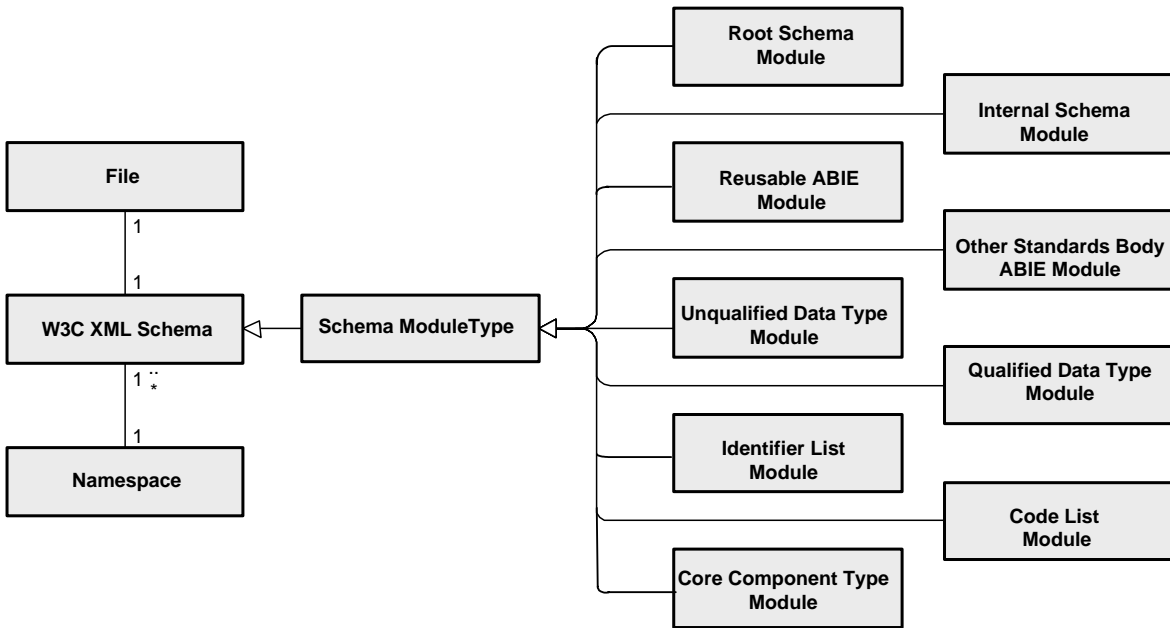 Root Schema
Module
Internal Schema
Module
File
Reusable ABIE
Module
1
Other Standards Body
ABIE Module
1
W3C XML Schema
Schema ModuleType
Unqualified Data Type
Module
1 ..
*
Qualified Data Type
Module
1
Namespace
Identifier List
Module
Code List
Module
Core Component Type
Module